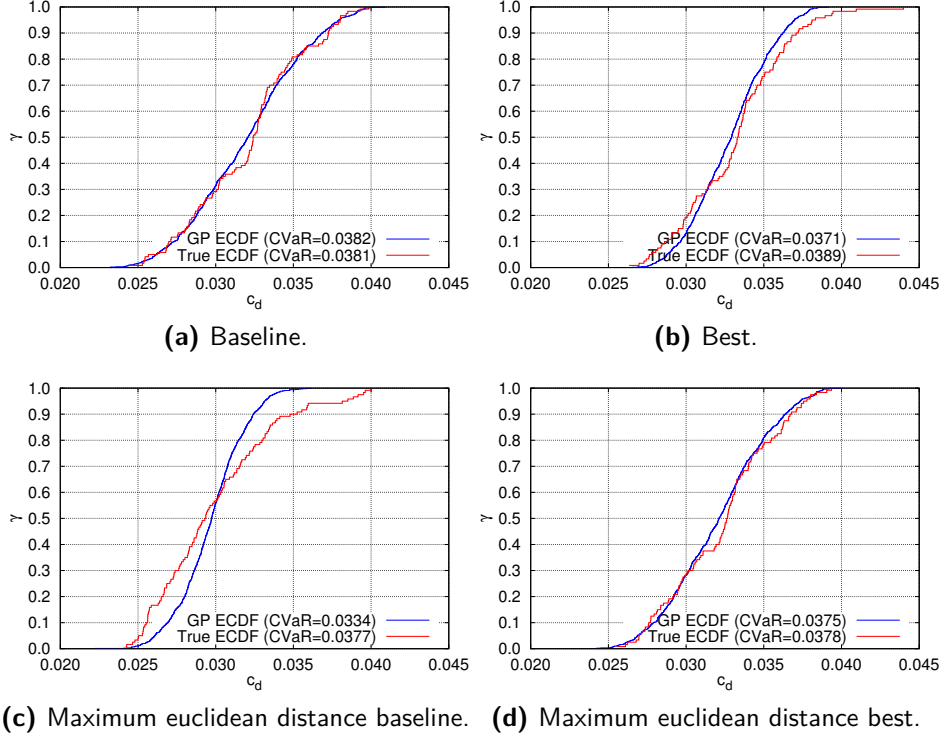 1.0
0.9
0.8
0.7
0.6
0.5
0.4
0.3
0.2
0.1
0.0
γ
GP ECDF (CVaR=0.0382)
True ECDF (CVaR=0.0381)
0.020 0.025 0.030 0.035 0.040 0.045
c_d
(a) Baseline.
1.0
0.9
0.8
0.7
0.6
0.5
0.4
0.3
0.2
0.1
0.0
γ
GP ECDF (CVaR=0.0371)
True ECDF (CVaR=0.0389)
0.020 0.025 0.030 0.035 0.040 0.045
c_d
(b) Best.
1.0
0.9
0.8
0.7
0.6
0.5
0.4
0.3
0.2
0.1
0.0
γ
GP ECDF (CVaR=0.0334)
True ECDF (CVaR=0.0377)
0.020 0.025 0.030 0.035 0.040 0.045
c_d
(c) Maximum euclidean distance baseline.
1.0
0.9
0.8
0.7
0.6
0.5
0.4
0.3
0.2
0.1
0.0
γ
GP ECDF (CVaR=0.0375)
True ECDF (CVaR=0.0378)
0.020 0.025 0.030 0.035 0.040 0.045
c_d
(d) Maximum euclidean distance best.